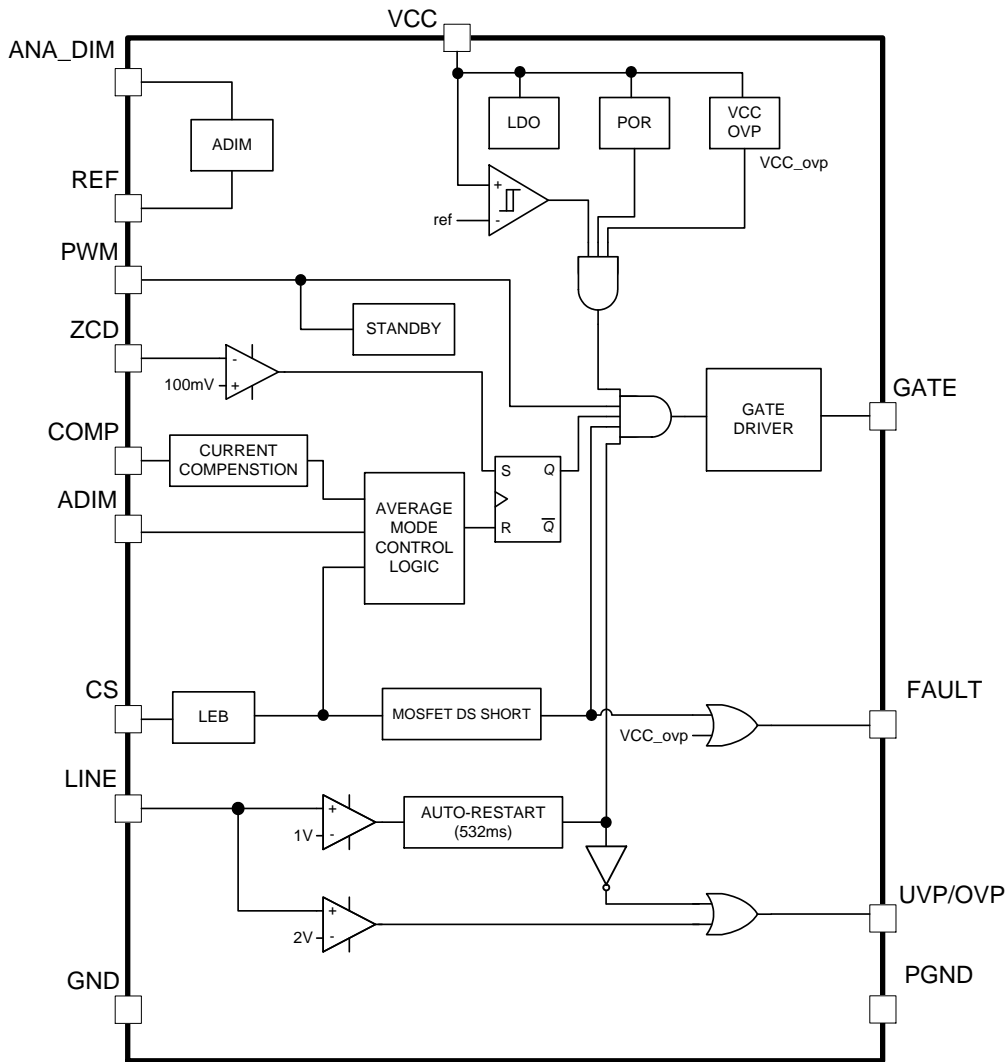 VCC
ANA_DIM
LDO
POR
VCC
OVP
ADIM
VCC_ovp
REF
+
ref
-
PWM
STANDBY
ZCD
-
100mV
+
GATE
GATE
DRIVER
COMP
CURRENT
COMPENSTION
S
Q
AVERAGE
MODE
CONTROL
LOGIC
ADIM
R
Q
CS
FAULT
LEB
MOSFET DS SHORT
VCC_ovp
LINE
+
1V
-
AUTO-RESTART
(532ms)
UVP/OVP
+
2V
-
GND
PGND